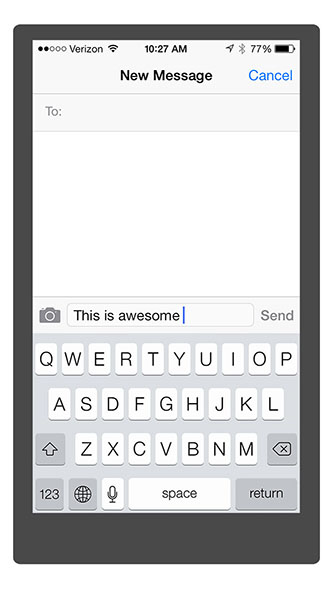 Verizon 10:27 AM 77%
New Message Cancel
To:
This is awesome Send
Q W E R T Y U I O P
A S D F G H J K L
Z X C V B N M
123 space return